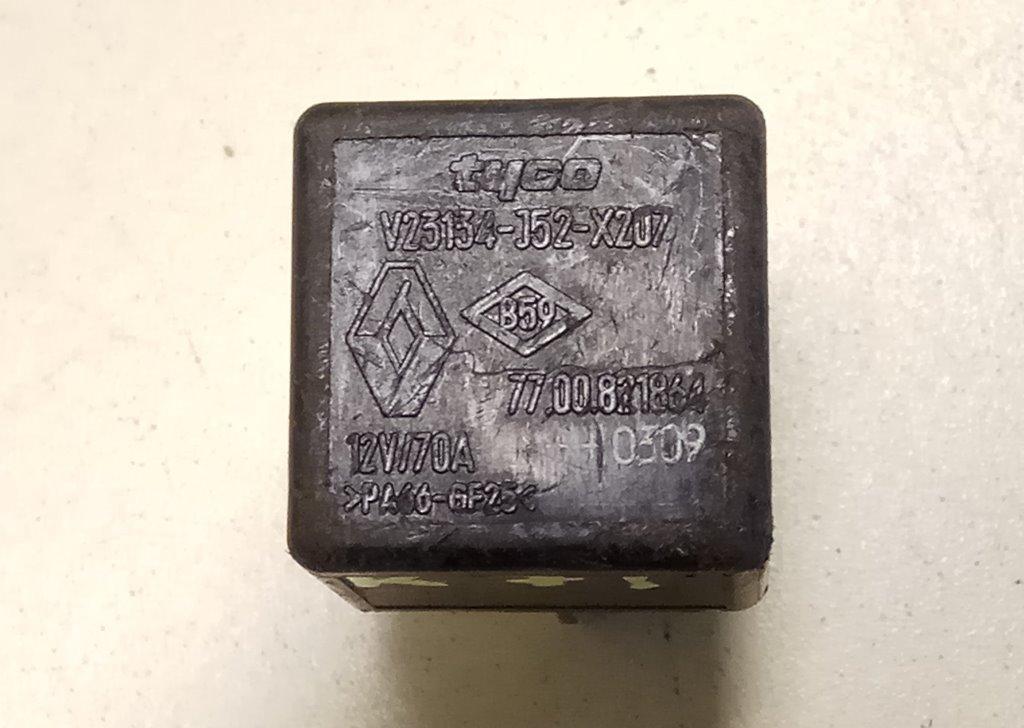 tyco
V23134-J52-X207
B59
77.00.821864
0309
12V/70A
>PA66-GF25<